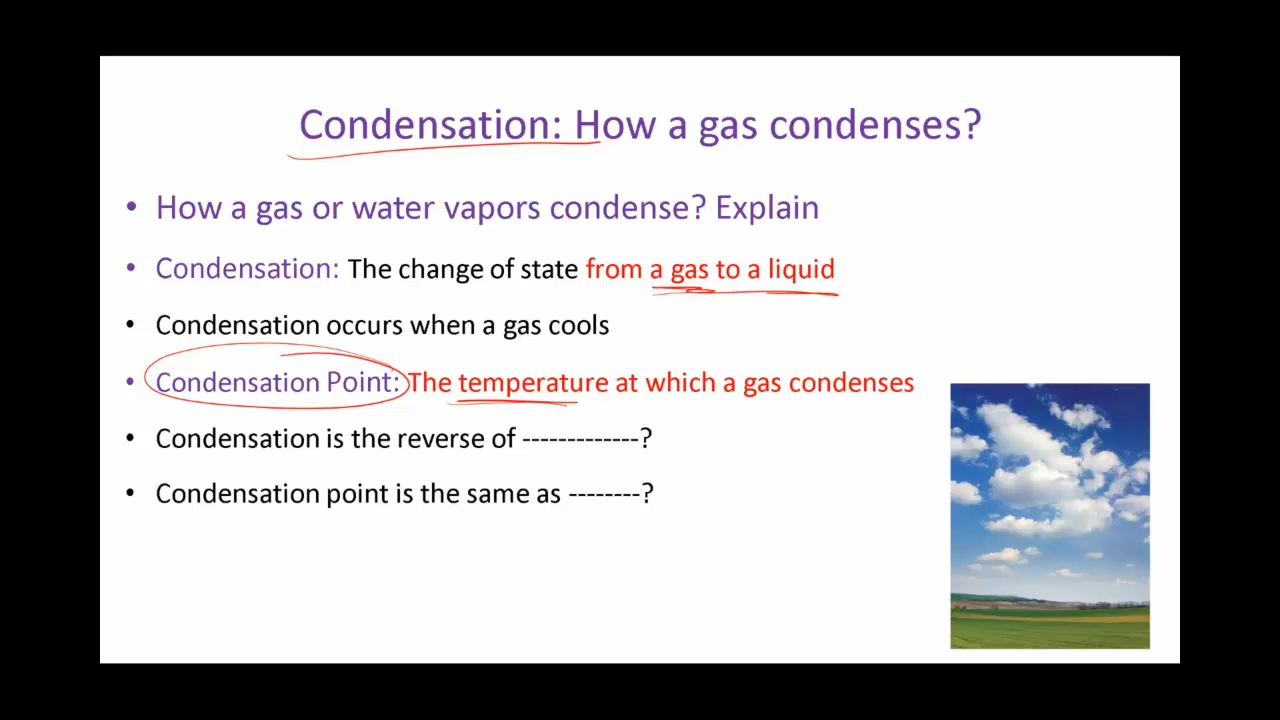 Condensation: How a gas condenses?
• How a gas or water vapors condense? Explain
• Condensation: The change of state from a gas to a liquid
• Condensation occurs when a gas cools
• Condensation Point: The temperature at which a gas condenses
• Condensation is the reverse of -------------?
• Condensation point is the same as --------?